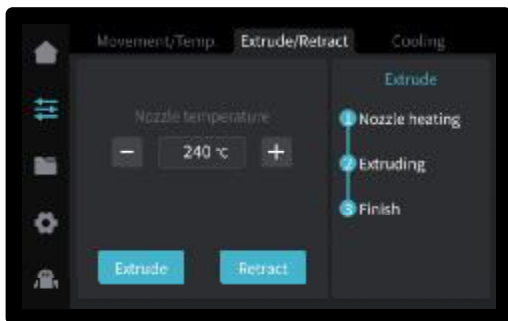 Movement/Temp. Extrude/Retract Cooling
Nozzle temperature
− 240 ℃ +
Extrude Retract
Extrude
1 Nozzle heating
2 Extruding
3 Finish